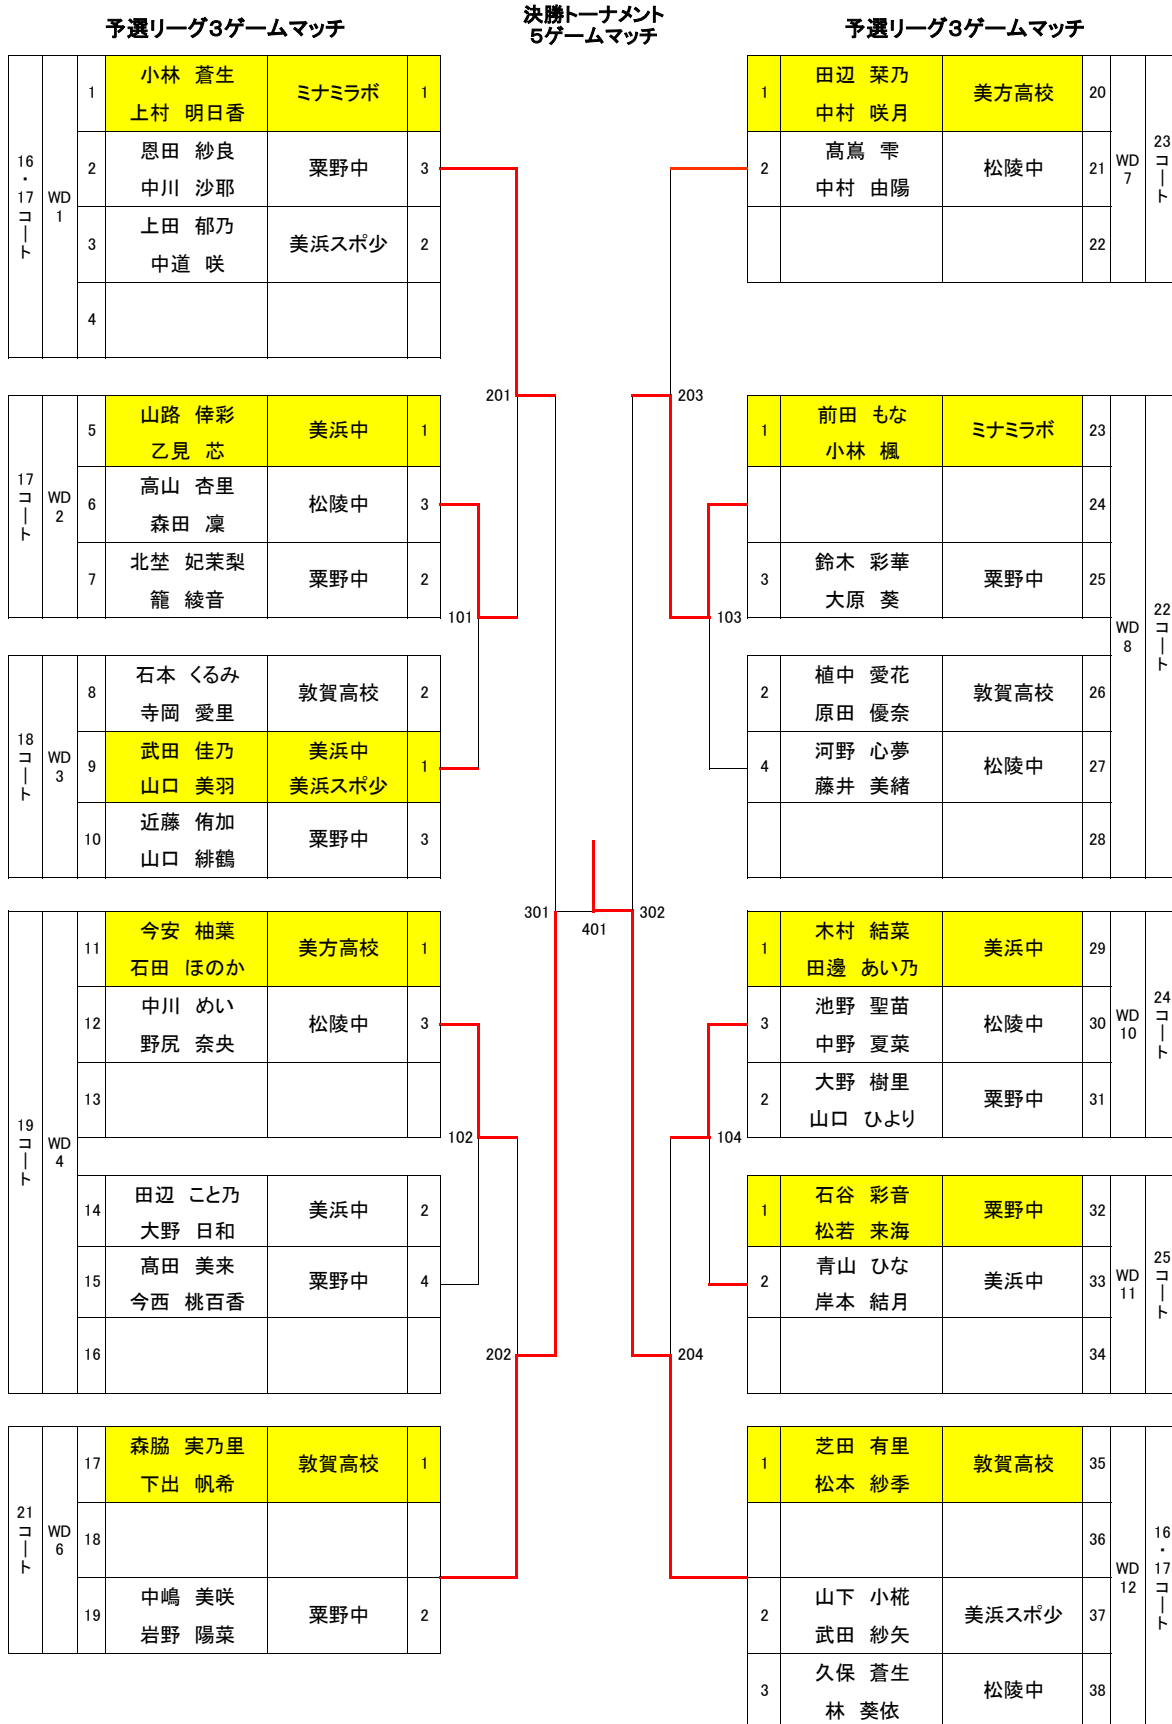 予選リーグ3ゲームマッチ
決勝トーナメント
5ゲームマッチ
予選リーグ3ゲームマッチ
16・17コート
WD
1
1
小林 蒼生
上村 明日香
ミナミラボ
1
2
恩田 紗良
中川 沙耶
粟野中
3
3
上田 郁乃
中道 咲
美浜スポ少
2
4
17コート
WD
2
5
山路 倖彩
乙見 芯
美浜中
1
6
高山 杏里
森田 凜
松陵中
3
7
北埜 妃茉梨
籠 綾音
粟野中
2
18コート
WD
3
8
石本 くるみ
寺岡 愛里
敦賀高校
2
9
武田 佳乃
山口 美羽
美浜中
美浜スポ少
1
10
近藤 侑加
山口 緋鶴
粟野中
3
19コート
WD
4
11
今安 柚葉
石田 ほのか
美方高校
1
12
中川 めい
野尻 奈央
松陵中
3
13
14
田辺 こと乃
大野 日和
美浜中
2
15
髙田 美来
今西 桃百香
粟野中
4
16
21コート
WD
6
17
森脇 実乃里
下出 帆希
敦賀高校
1
18
19
中嶋 美咲
岩野 陽菜
粟野中
2
201
101
301
102
202
401
203
103
302
104
204
1
田辺 栞乃
中村 咲月
美方高校
20
2
髙嶌 雫
中村 由陽
松陵中
21
22
WD
7
23コート
1
前田 もな
小林 楓
ミナミラボ
23
24
3
鈴木 彩華
大原 葵
粟野中
25
2
植中 愛花
原田 優奈
敦賀高校
26
4
河野 心夢
藤井 美緒
松陵中
27
28
WD
8
22コート
1
木村 結菜
田邊 あい乃
美浜中
29
3
池野 聖苗
中野 夏菜
松陵中
30
2
大野 樹里
山口 ひより
粟野中
31
WD
10
24コート
1
石谷 彩音
松若 来海
粟野中
32
2
青山 ひな
岸本 結月
美浜中
33
34
WD
11
25コート
1
芝田 有里
松本 紗季
敦賀高校
35
36
2
山下 小椛
武田 紗矢
美浜スポ少
37
3
久保 蒼生
林 葵依
松陵中
38
WD
12
16・17コート